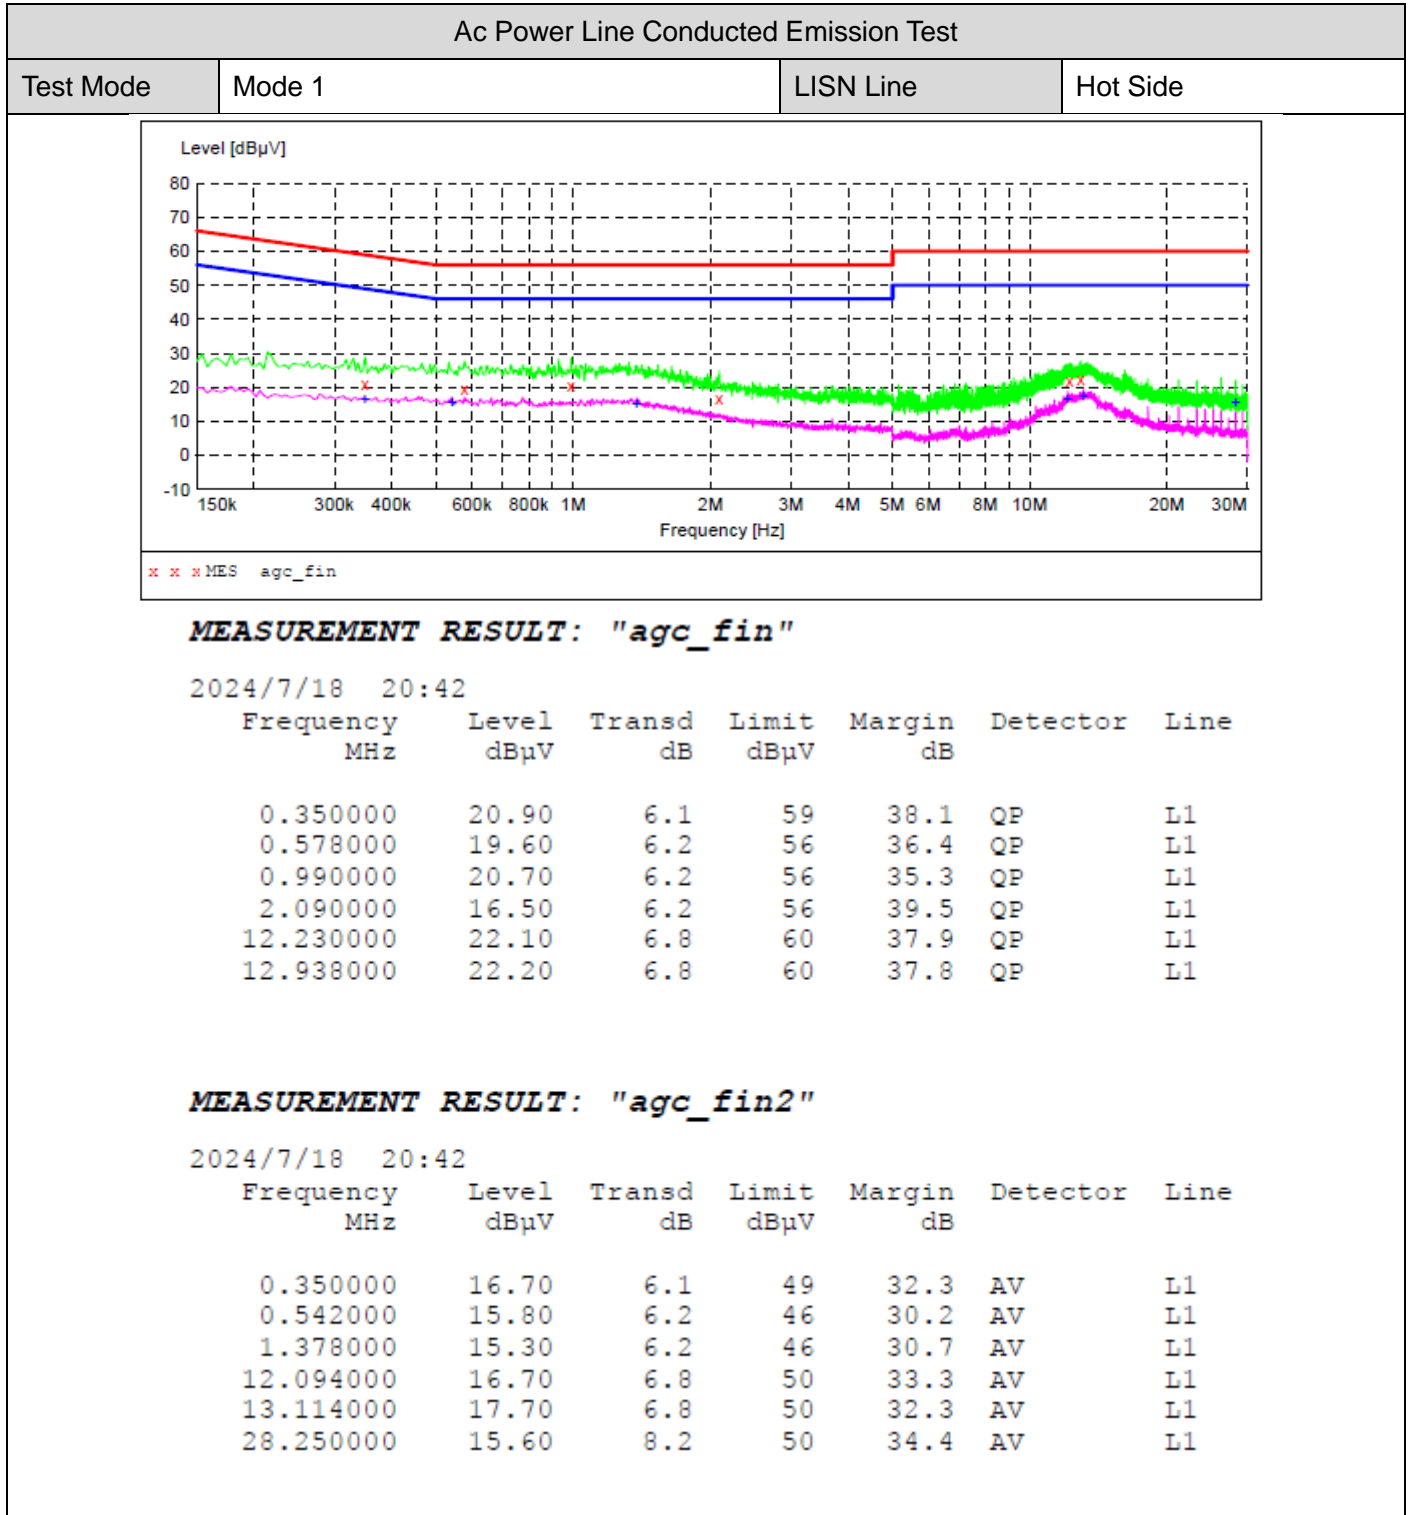 Ac Power Line Conducted Emission Test
Test Mode Mode 1 LISN Line Hot Side
Level [dBµV]
80
70
60
50
40
30
20
10
0
-10
150k 300k 400k 600k 800k 1M 2M 3M 4M 5M 6M 8M 10M 20M 30M
Frequency [Hz]
x x x MES agc_fin
MEASUREMENT RESULT: "agc_fin"
2024/7/18 20:42
Frequency Level Transd Limit Margin Detector Line
MHz dBµV dB dBµV dB
0.350000 20.90 6.1 59 38.1 QP L1
0.578000 19.60 6.2 56 36.4 QP L1
0.990000 20.70 6.2 56 35.3 QP L1
2.090000 16.50 6.2 56 39.5 QP L1
12.230000 22.10 6.8 60 37.9 QP L1
12.938000 22.20 6.8 60 37.8 QP L1
MEASUREMENT RESULT: "agc_fin2"
2024/7/18 20:42
Frequency Level Transd Limit Margin Detector Line
MHz dBµV dB dBµV dB
0.350000 16.70 6.1 49 32.3 AV L1
0.542000 15.80 6.2 46 30.2 AV L1
1.378000 15.30 6.2 46 30.7 AV L1
12.094000 16.70 6.8 50 33.3 AV L1
13.114000 17.70 6.8 50 32.3 AV L1
28.250000 15.60 8.2 50 34.4 AV L1